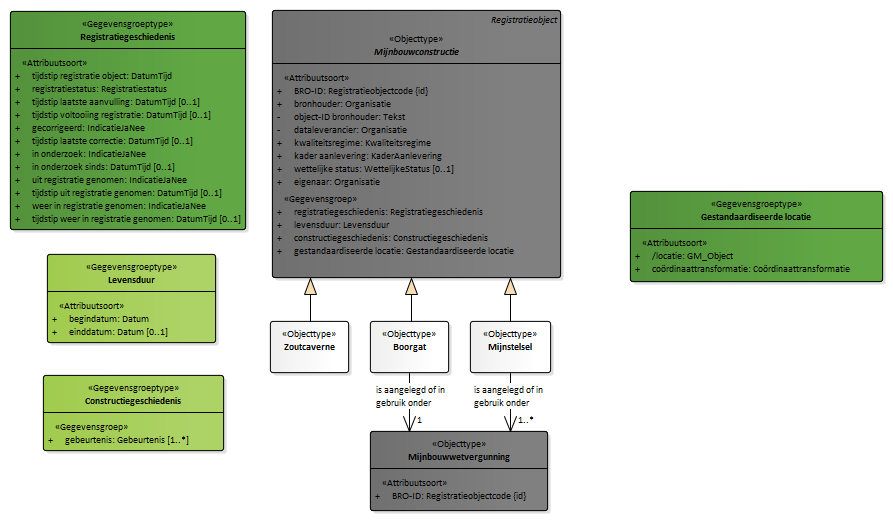 «Gegevensgroeptype»
Registratiegeschiedenis
«Attribuutsoort»
+ tijdstip registratie object: DatumTijd
+ registratiestatus: Registratiestatus
+ tijdstip laatste aanvulling: DatumTijd [0..1]
+ tijdstip voltooiing registratie: DatumTijd [0..1]
+ gecorrigeerd: IndicatieJaNee
+ tijdstip laatste correctie: DatumTijd [0..1]
+ in onderzoek: IndicatieJaNee
+ in onderzoek sinds: DatumTijd [0..1]
+ uit registratie genomen: IndicatieJaNee
+ tijdstip uit registratie genomen: DatumTijd [0..1]
+ weer in registratie genomen: IndicatieJaNee
+ tijdstip weer in registratie genomen: DatumTijd [0..1]
«Gegevensgroeptype»
Levensduur
«Attribuutsoort»
+ begindatum: Datum
+ einddatum: Datum [0..1]
«Gegevensgroeptype»
Constructiegeschiedenis
«Gegevensgroep»
+ gebeurtenis: Gebeurtenis [1..*]
Registratieobject
«Objecttype»
Mijnbouwconstructie
«Attribuutsoort»
+ BRO-ID: Registratieobjectcode {id}
+ bronhouder: Organisatie
- object-ID bronhouder: Tekst
- dataleverancier: Organisatie
+ kwaliteitsregime: Kwaliteitsregime
+ kader aanlevering: KaderAanlevering
+ wettelijke status: WettelijkeStatus [0..1]
+ eigenaar: Organisatie
«Gegevensgroep»
+ registratiegeschiedenis: Registratiegeschiedenis
+ levensduur: Levensduur
+ constructiegeschiedenis: Constructiegeschiedenis
+ gestandaardiseerde locatie: Gestandaardiseerde locatie
«Objecttype»
Zoutcaverne
«Objecttype»
Boorgat
«Objecttype»
Mijnstelsel
is aangelegd of in
gebruik onder
1
is aangelegd of in
gebruik onder
1..*
«Objecttype»
Mijnbouwwetvergunning
«Attribuutsoort»
+ BRO-ID: Registratieobjectcode {id}
«Gegevensgroeptype»
Gestandaardiseerde locatie
«Attribuutsoort»
+ /locatie: GM_Object
+ coördinaattransformatie: Coördinaattransformatie